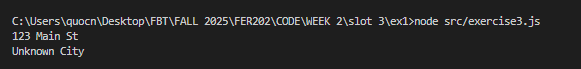 C:\Users\quocn\Desktop\FBT\FALL 2025\FER202\CODE\WEEK 2\slot 3\ex1>node src/exercise3.js
123 Main St
Unknown City